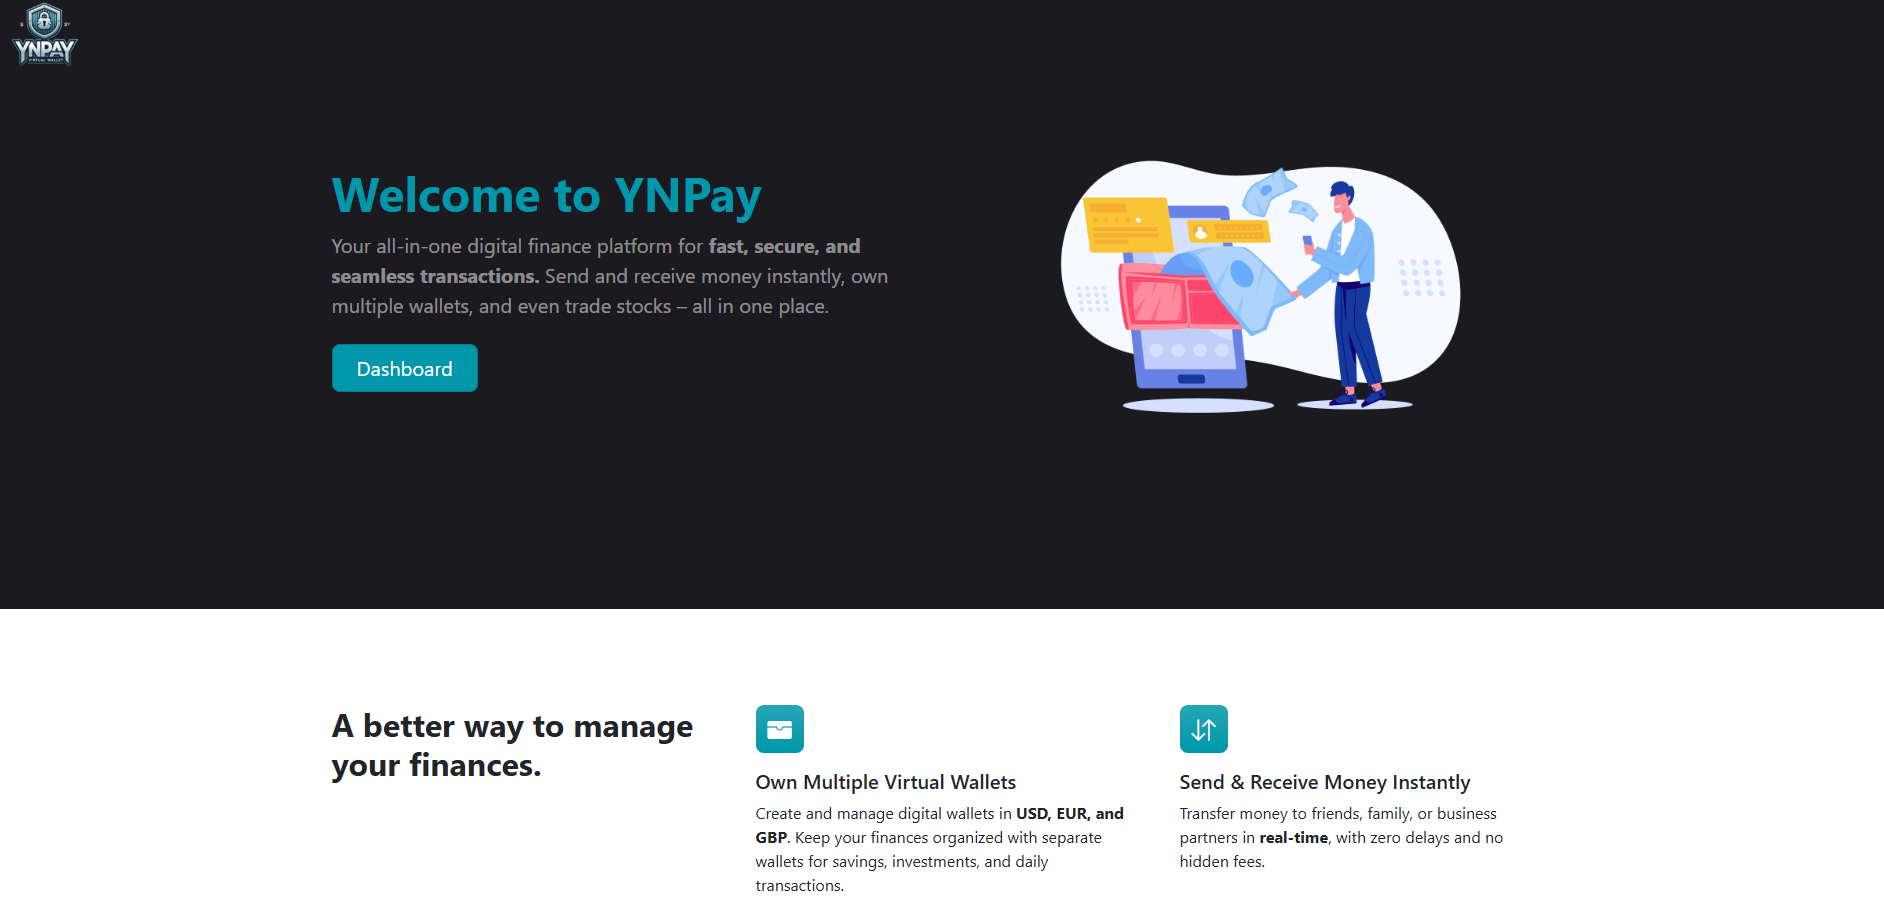 YNPAY
VIRTUAL WALLET
Welcome to YNPay
Your all-in-one digital finance platform for fast, secure, and
seamless transactions. Send and receive money instantly, own
multiple wallets, and even trade stocks – all in one place.
Dashboard
A better way to manage
your finances.
Own Multiple Virtual Wallets
Create and manage digital wallets in USD, EUR, and
GBP. Keep your finances organized with separate
wallets for savings, investments, and daily
transactions.
Send & Receive Money Instantly
Transfer money to friends, family, or business
partners in real-time, with zero delays and no
hidden fees.